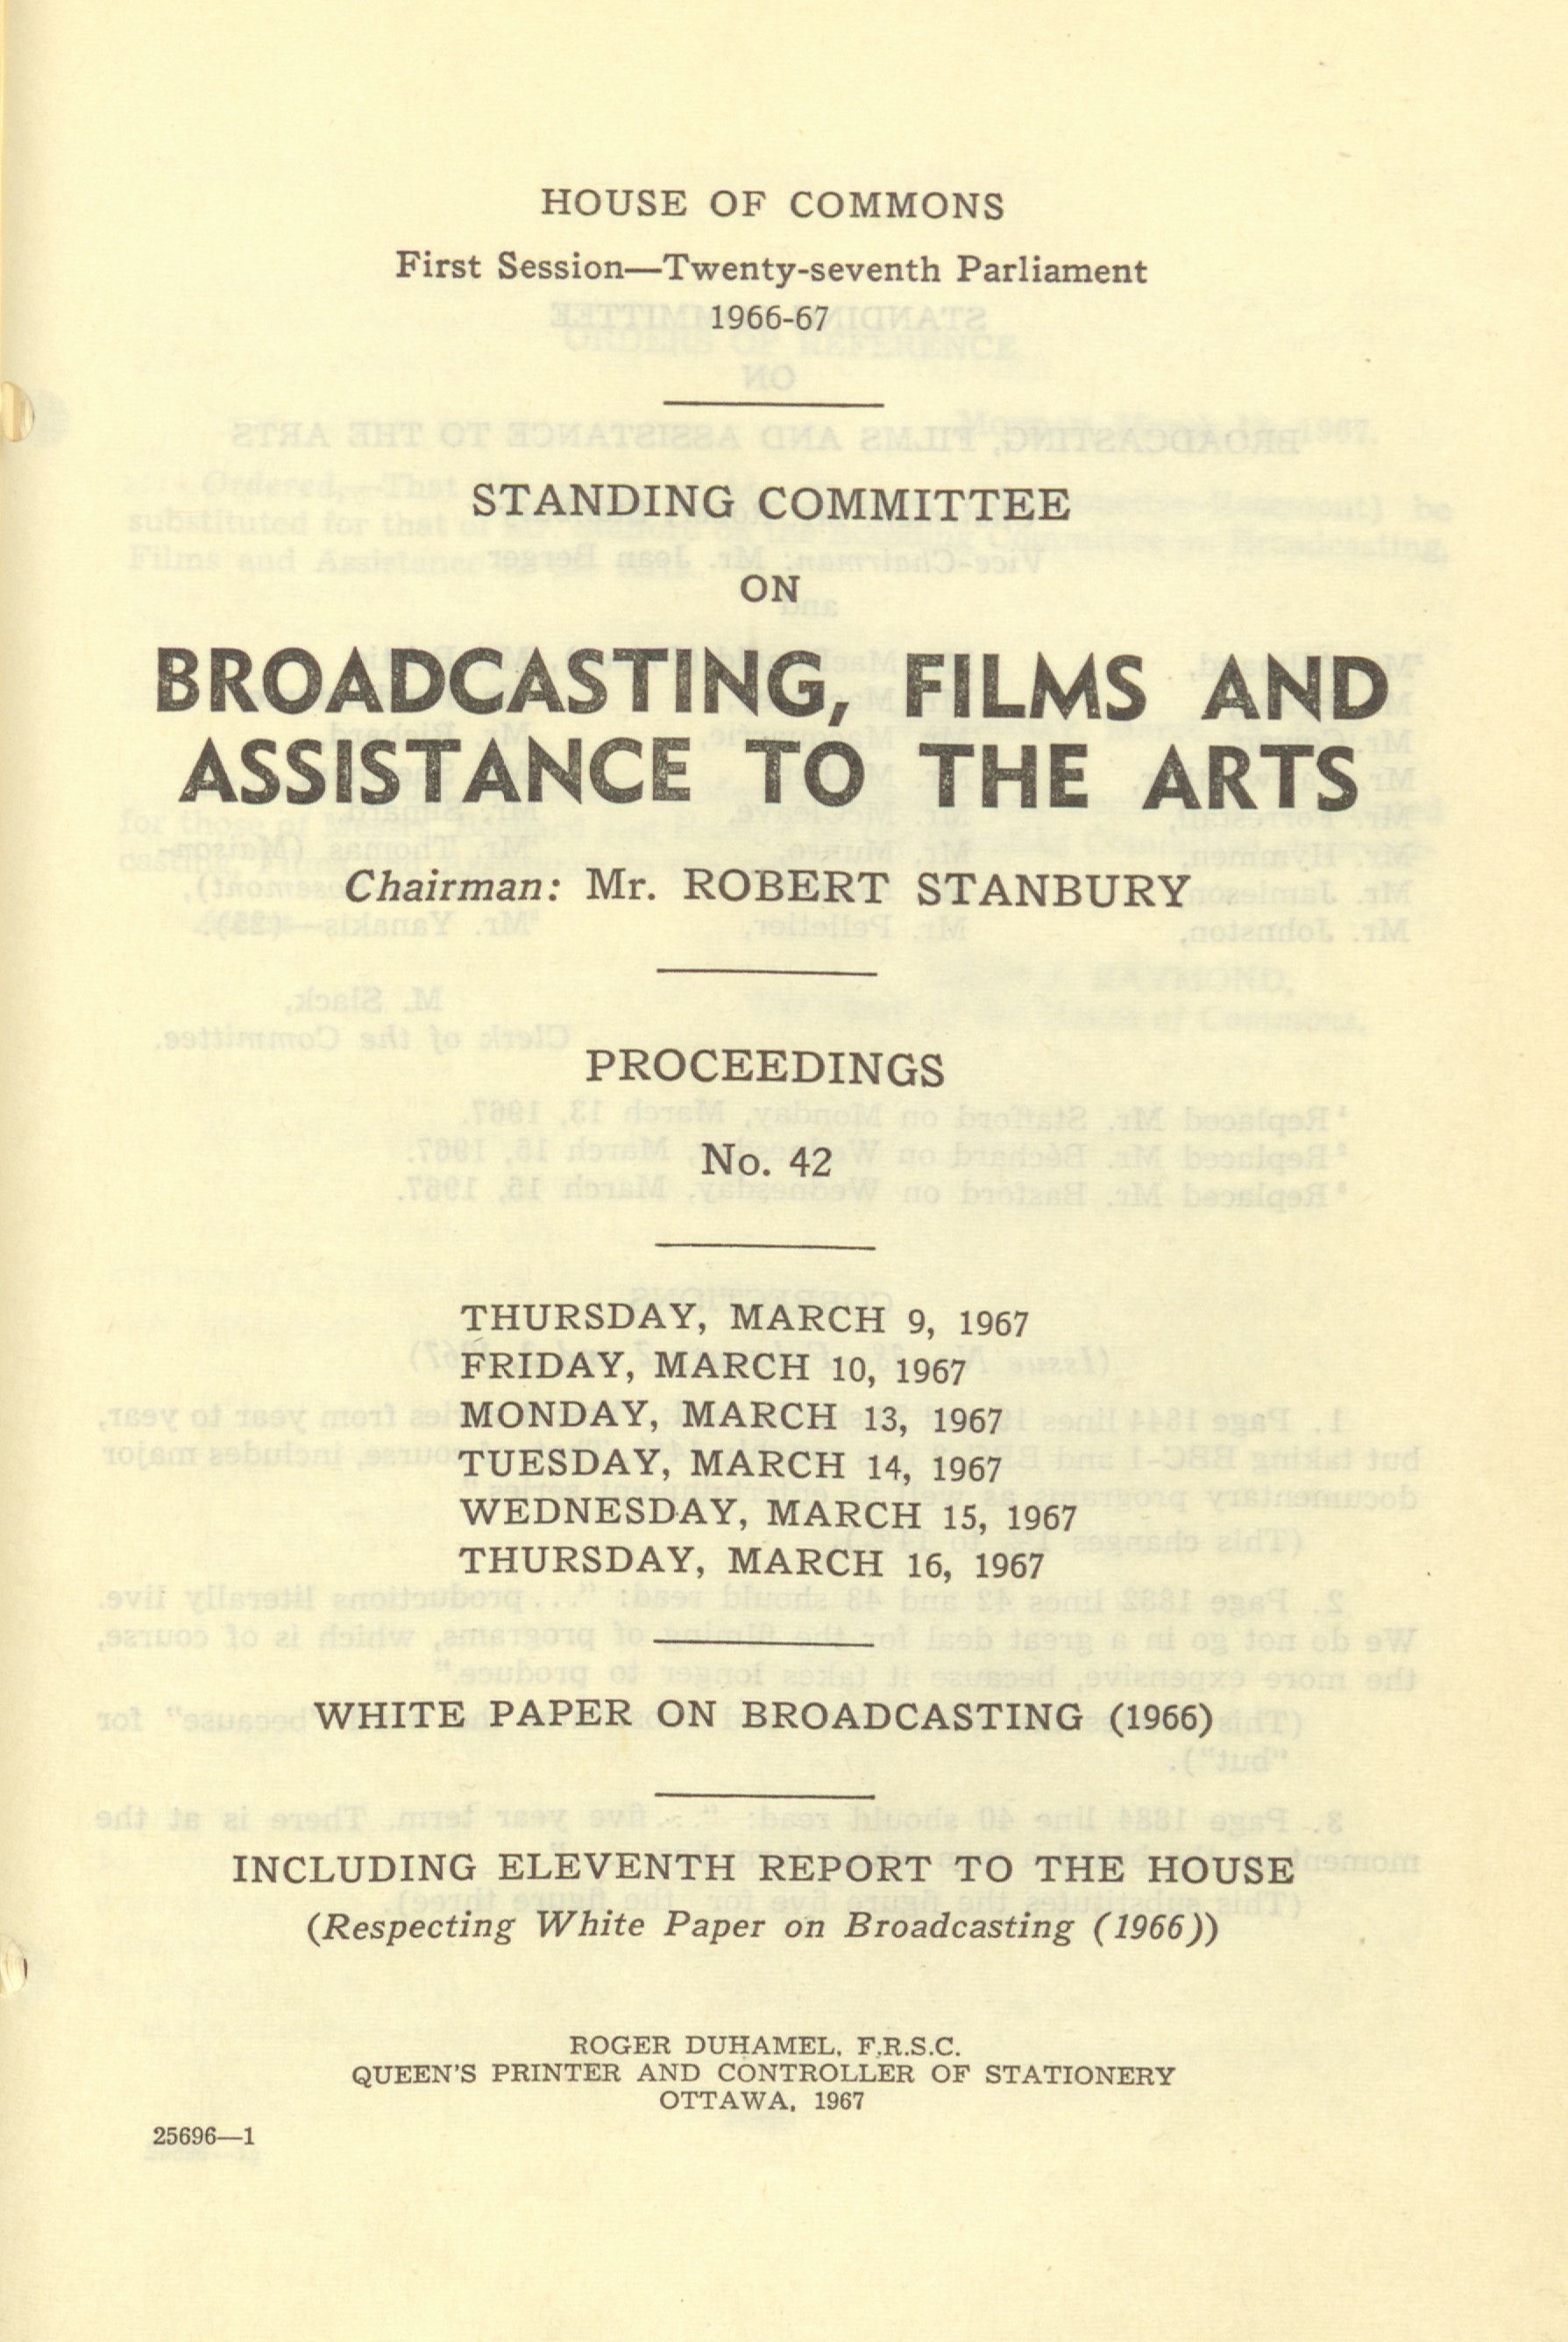 HOUSE OF COMMONS
First Session—Twenty-seventh Parliament
1966-67
STANDING COMMITTEE
ON
BROADCASTING, FILMS AND
ASSISTANCE TO THE ARTS
Chairman: Mr. ROBERT STANBURY
PROCEEDINGS
No. 42
THURSDAY, MARCH 9, 1967
FRIDAY, MARCH 10, 1967
MONDAY, MARCH 13, 1967
TUESDAY, MARCH 14, 1967
WEDNESDAY, MARCH 15, 1967
THURSDAY, MARCH 16, 1967
WHITE PAPER ON BROADCASTING (1966)
INCLUDING ELEVENTH REPORT TO THE HOUSE
(Respecting White Paper on Broadcasting (1966))
ROGER DUHAMEL, F.R.S.C.
QUEEN'S PRINTER AND CONTROLLER OF STATIONERY
OTTAWA, 1967
25696—1